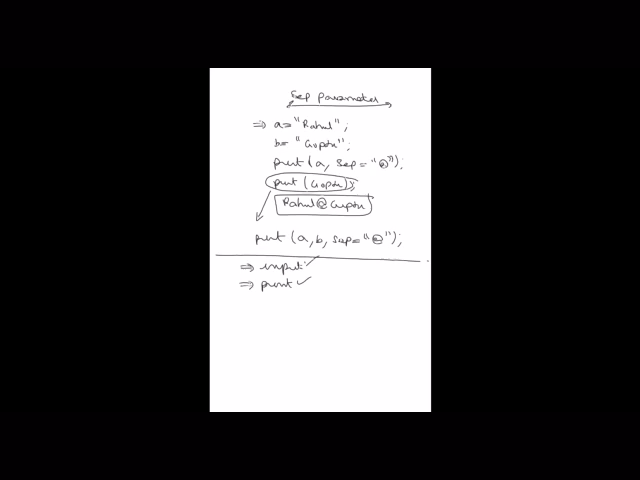 Sep Parameter
⇒ a="Rahul";
b="Gupta";
print(a, sep="@");
print(Gupta);
Rahul@Gupta
print(a,b,sep="@");
⇒ input ✓
⇒ print ✓